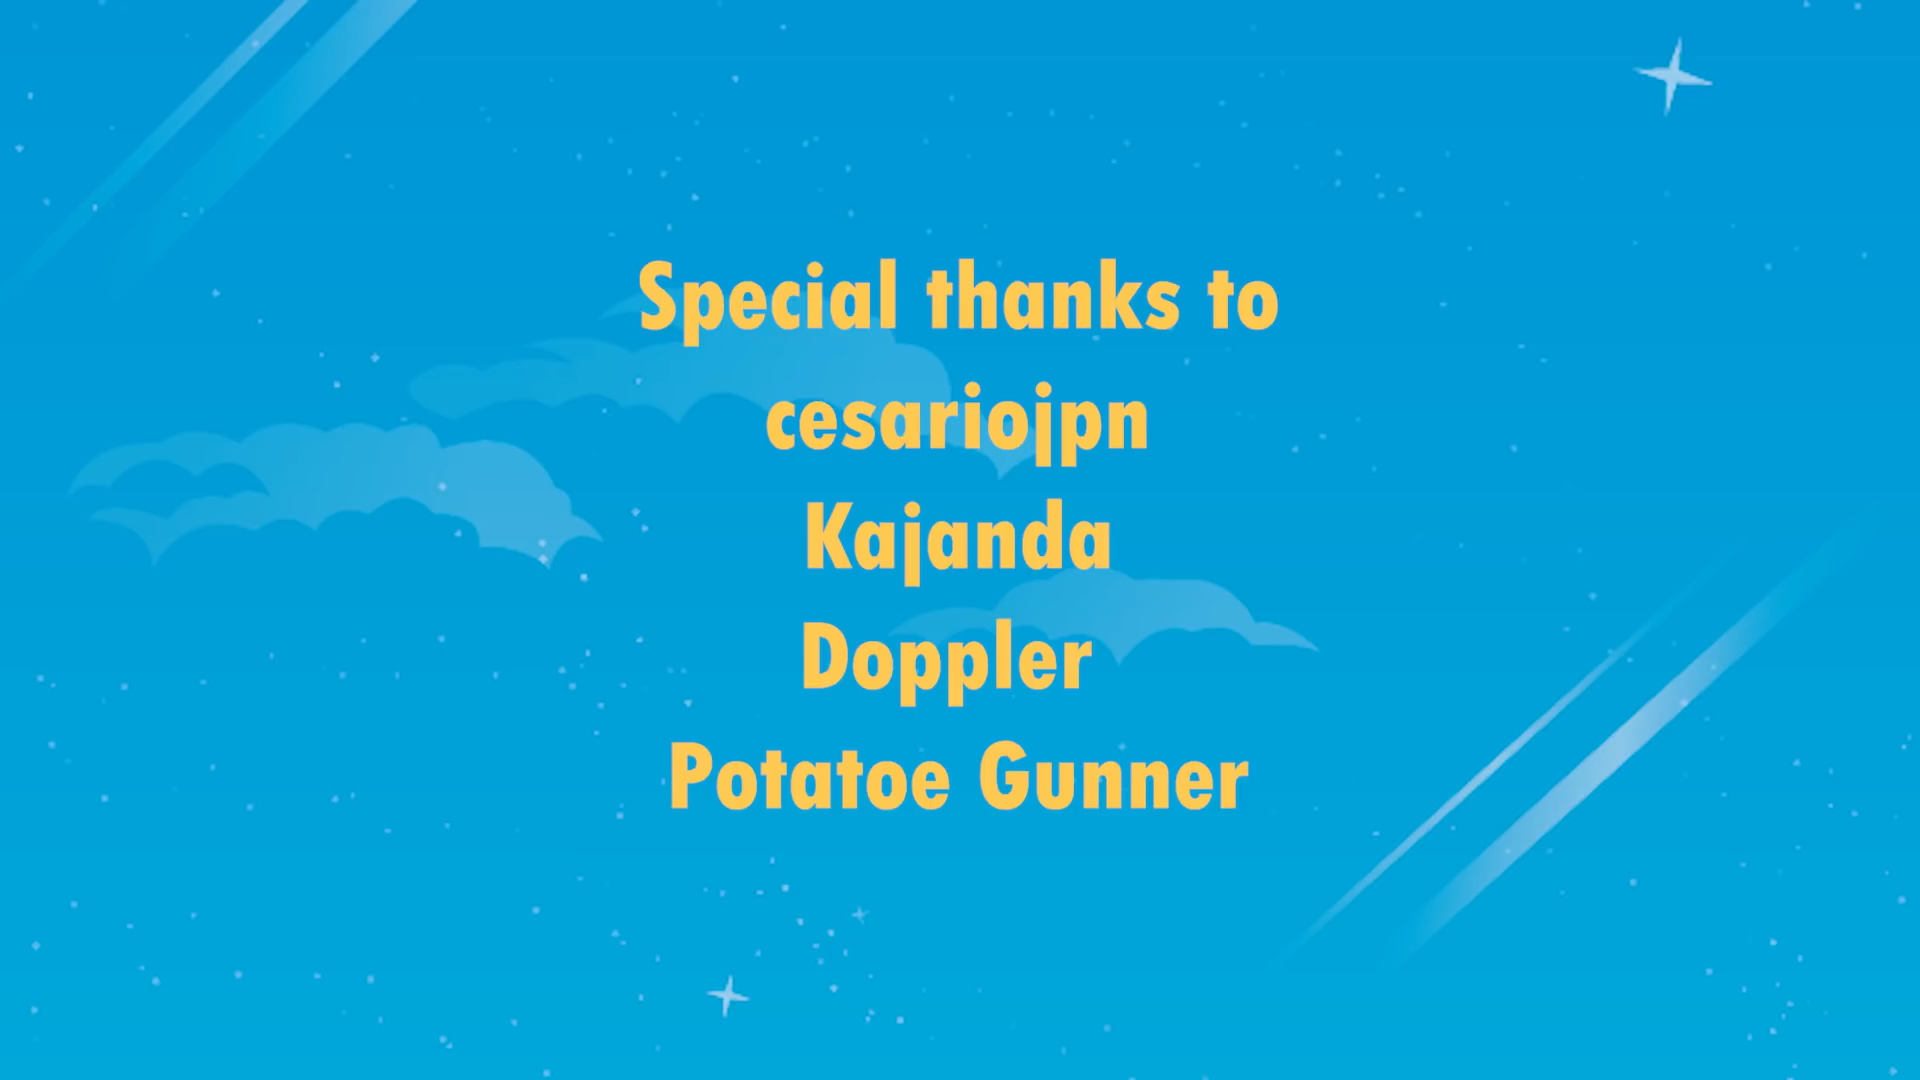 Special thanks to
cesariojpn
Kajanda
Doppler
Potatoe Gunner